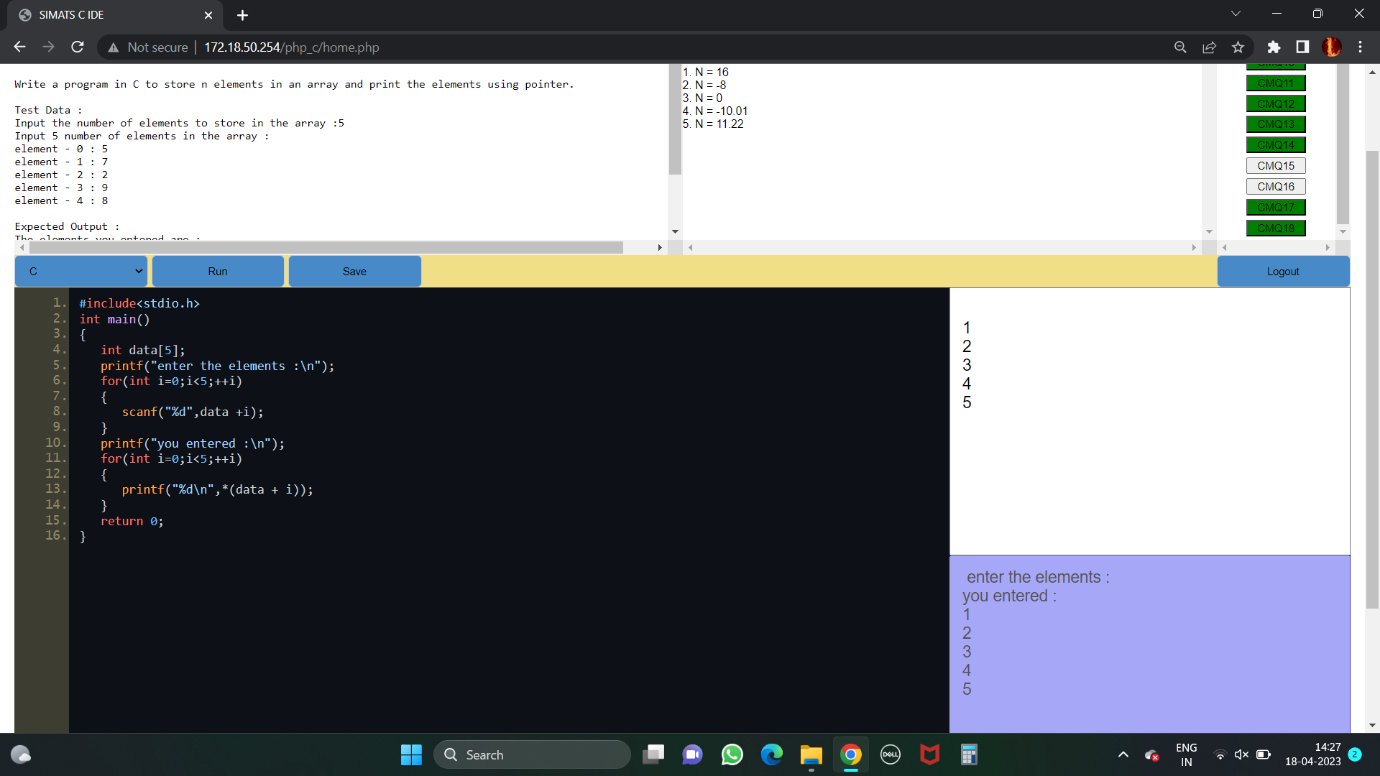 SIMATS C IDE
Not secure
172.18.50.254/php_c/home.php
Write a program in C to store n elements in an array and print the elements using pointer.
Test Data :
Input the number of elements to store in the array :5
Input 5 number of elements in the array :
element - 0 : 5
element - 1 : 7
element - 2 : 2
element - 3 : 9
element - 4 : 8
Expected Output :
The elements you entered are :
1. N = 16
2. N = -8
3. N = 0
4. N = -10.01
5. N = 11.22
CMQ11
CMQ12
CMQ13
CMQ14
CMQ15
CMQ16
CMQ17
CMQ18
C
Run
Save
Logout
1. #include<stdio.h>
2. int main()
3. {
4. int data[5];
5. printf("enter the elements :\n");
6. for(int i=0;i<5;++i)
7. {
8. scanf("%d",data +i);
9. }
10. printf("you entered :\n");
11. for(int i=0;i<5;++i)
12. {
13. printf("%d\n",*(data + i));
14. }
15. return 0;
16. }
1
2
3
4
5
enter the elements :
you entered :
1
2
3
4
5
Search
DELL
ENG
IN
14:27
18-04-2023
2